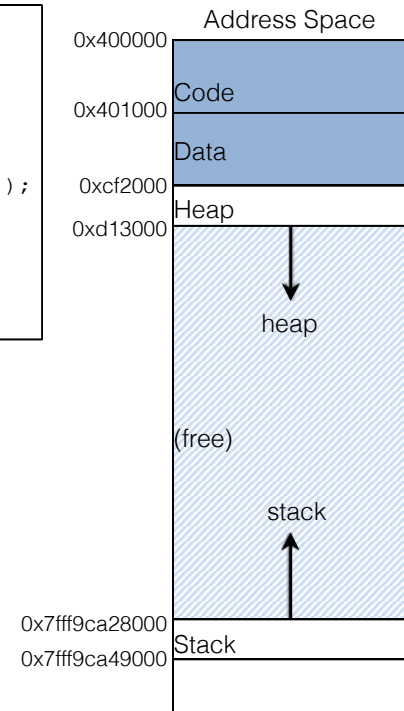 Address Space
0x400000
Code
0x401000
Data
);
0xcf2000
Heap
0xd13000
heap
(free)
stack
0x7fff9ca28000
Stack
0x7fff9ca49000